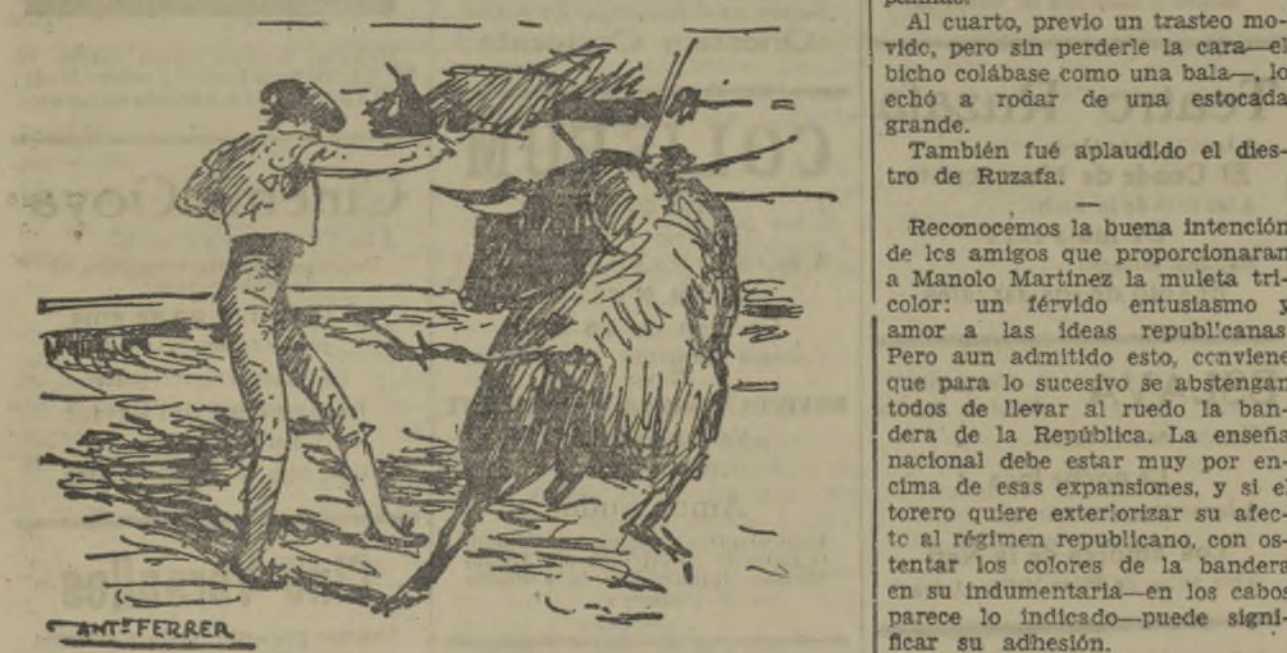 Al cuarto, previo un trasteo mo-
vido, pero sin perderle la cara—el
bicho colábase como una bala—, lo
echó a rodar de una estocada
grande.
También fué aplaudido el dies-
tro de Ruzafa.
—
Reconocemos la buena intención
de los amigos que proporcionaran
a Manolo Martínez la muleta tri-
color: un férvido entusiasmo y
amor a las ideas republicanas.
Pero aun admitido esto, conviene
que para lo sucesivo se abstengan
todos de llevar al ruedo la ban-
dera de la República. La enseña
nacional debe estar muy por en-
cima de esas expansiones, y si el
torero quiere exteriorizar su afec-
to al régimen republicano, con os-
tentar los colores de la bandera
en su indumentaria—en los cabos
parece lo indicado—puede signi-
ficar su adhesión.
ANTº FERRER